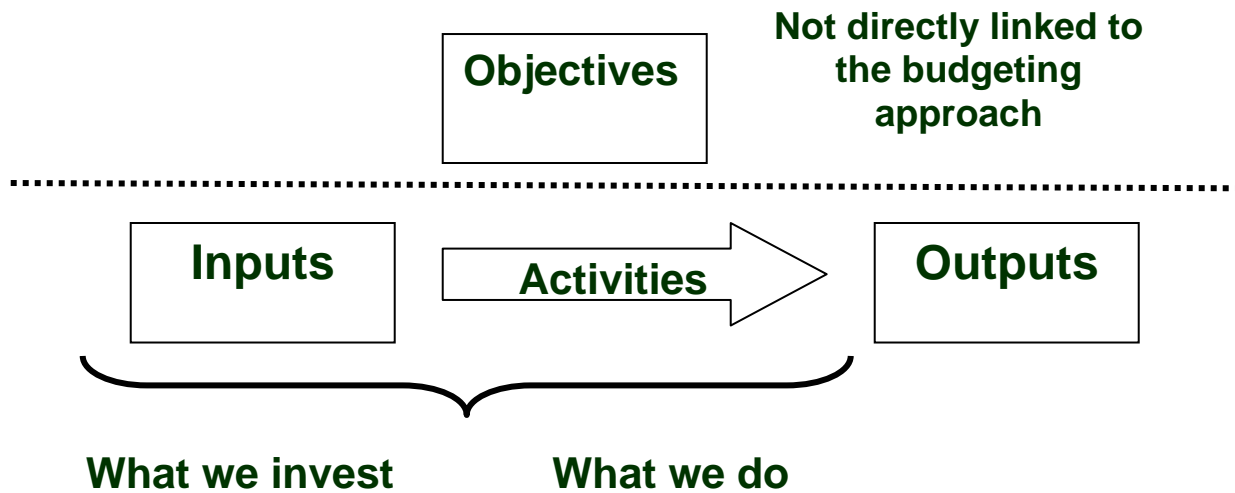 Objectives
Not directly linked to
the budgeting
approach
Inputs
Activities
Outputs
What we invest
What we do